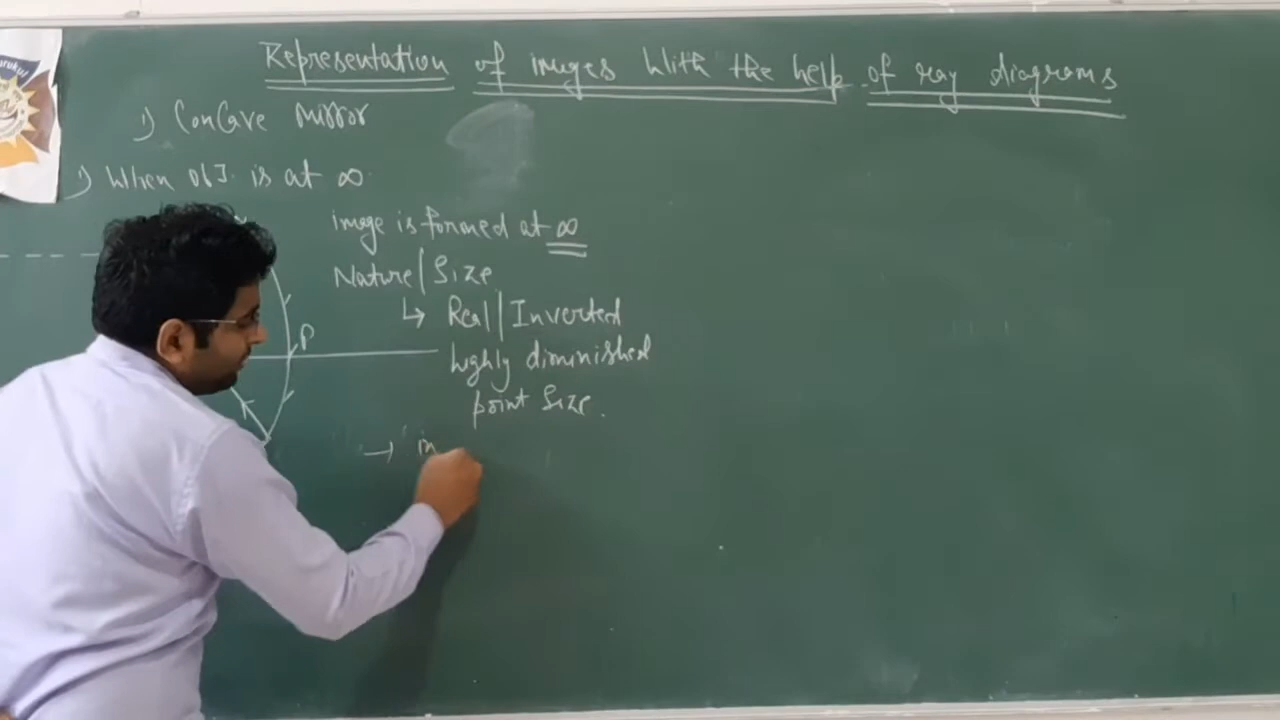 Representation of images With the help of ray diagrams
1) Concave Mirror
1) When obj. is at ∞
image is formed at ∞
Nature/Size
↳ Real/Inverted
highly diminished
point size.
P
→ m